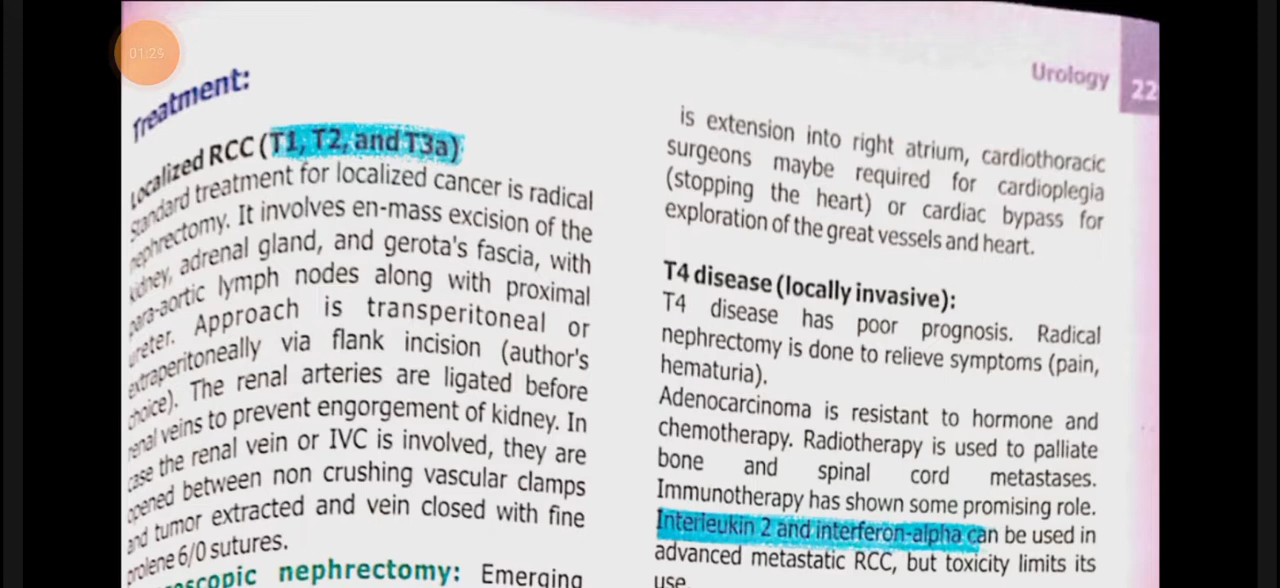 01:29
Urology 22
Treatment:
Localized RCC (T1, T2, and T3a)
Standard treatment for localized cancer is radical
nephrectomy. It involves en-mass excision of the
kidney, adrenal gland, and gerota's fascia, with
para-aortic lymph nodes along with proximal
ureter. Approach is transperitoneal or
extraperitoneally via flank incision (author's
choice). The renal arteries are ligated before
renal veins to prevent engorgement of kidney. In
case the renal vein or IVC is involved, they are
opened between non crushing vascular clamps
and tumor extracted and vein closed with fine
prolene 6/0 sutures.
nephrectomy: Emerging
is extension into right atrium, cardiothoracic
surgeons maybe required for cardioplegia
(stopping the heart) or cardiac bypass for
exploration of the great vessels and heart.
T4 disease (locally invasive):
T4 disease has poor prognosis. Radical
nephrectomy is done to relieve symptoms (pain,
hematuria).
Adenocarcinoma is resistant to hormone and
chemotherapy. Radiotherapy is used to palliate
bone and spinal cord metastases.
Immunotherapy has shown some promising role.
Interleukin 2 and interferon-alpha can be used in
advanced metastatic RCC, but toxicity limits its
use.